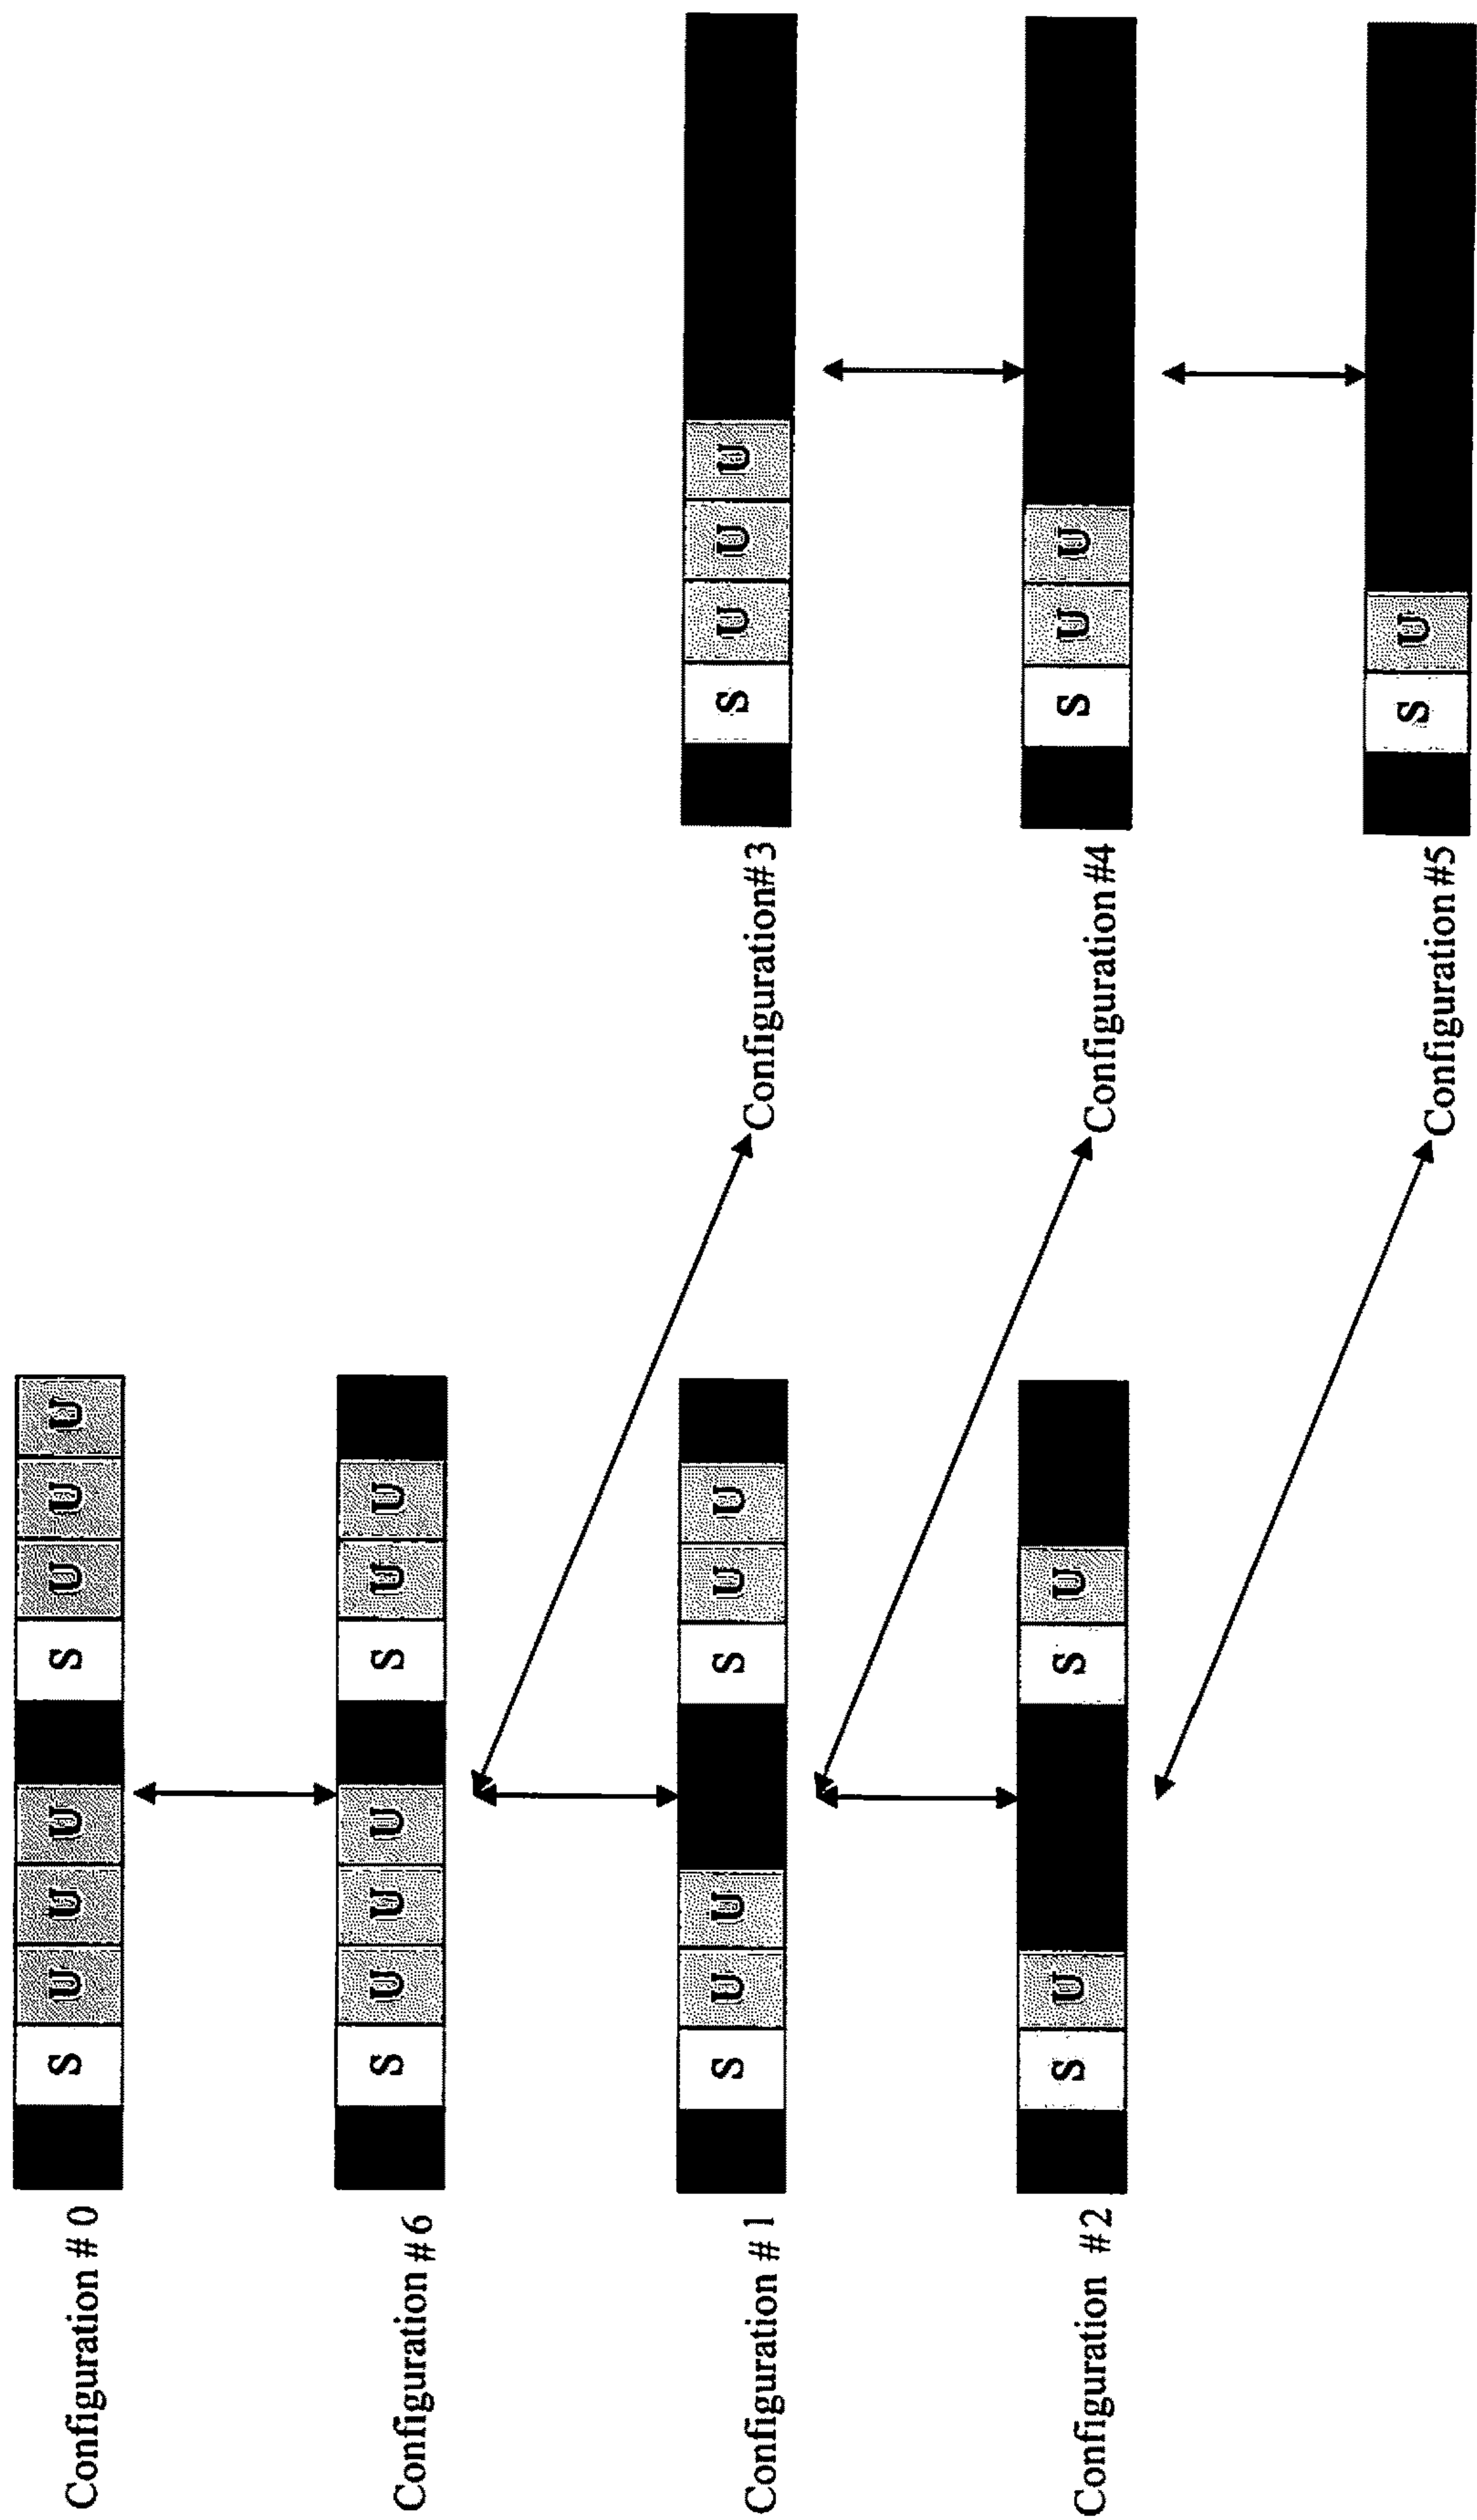 Configuration # 0 S U U U S U U U
Configuration # 6 S U U U S U U
Configuration # 1 S U U S U U
Configuration# 3 S U U U
Configuration #2 S U S U
Configuration #4 S U U
Configuration #5 S U